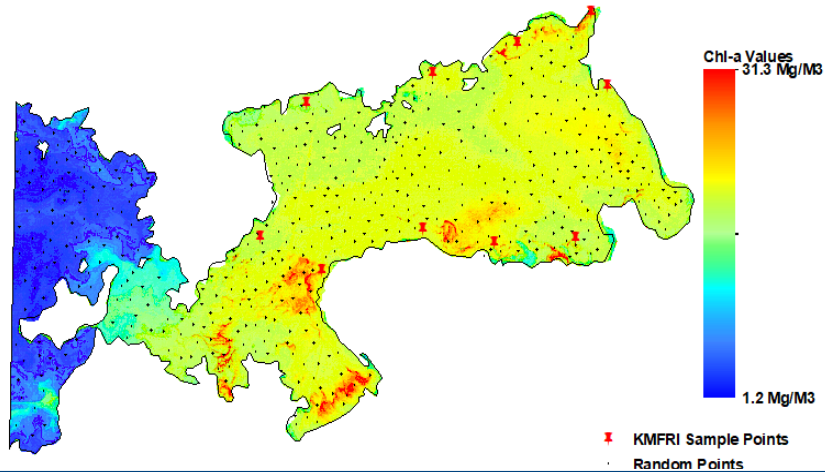 Chl-a Values
31.3 Mg/M3
1.2 Mg/M3
KMFRI Sample Points
Random Points